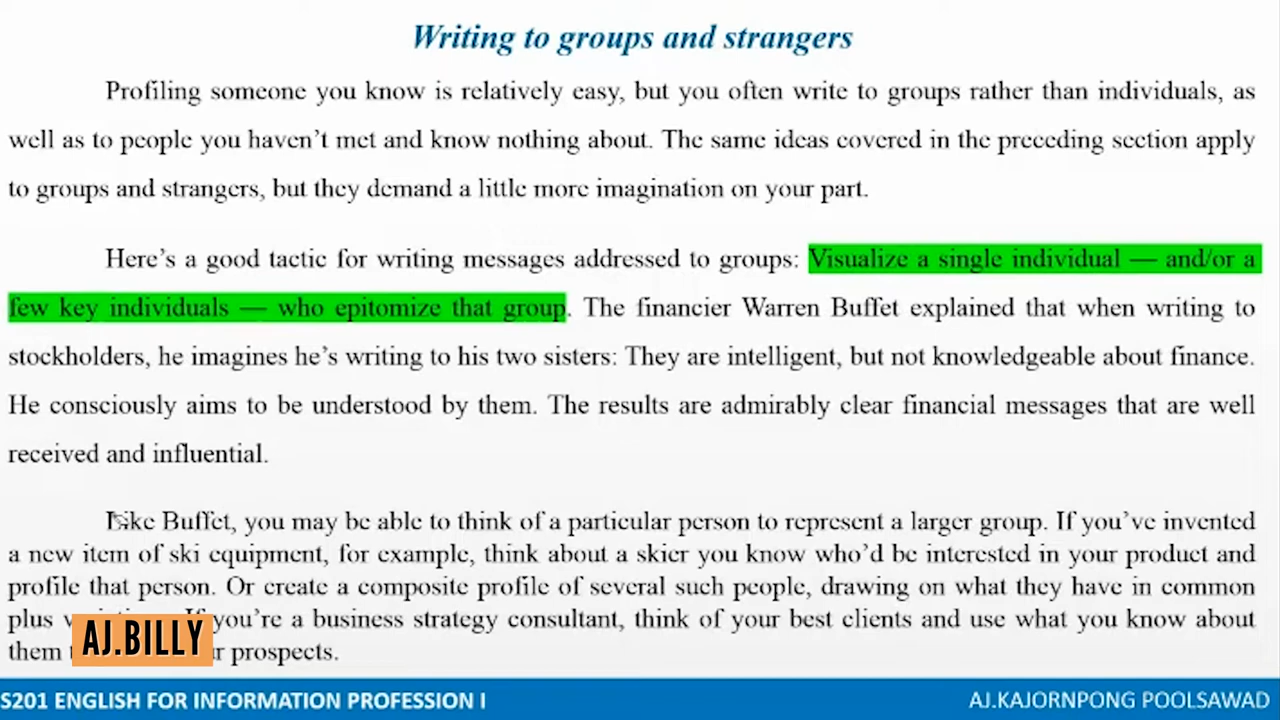 Writing to groups and strangers
Profiling someone you know is relatively easy, but you often write to groups rather than individuals, as
well as to people you haven't met and know nothing about. The same ideas covered in the preceding section apply
to groups and strangers, but they demand a little more imagination on your part.
Here's a good tactic for writing messages addressed to groups: Visualize a single individual — and/or a
few key individuals — who epitomize that group. The financier Warren Buffet explained that when writing to
stockholders, he imagines he's writing to his two sisters: They are intelligent, but not knowledgeable about finance.
He consciously aims to be understood by them. The results are admirably clear financial messages that are well
received and influential.
Like Buffet, you may be able to think of a particular person to represent a larger group. If you've invented
a new item of ski equipment, for example, think about a skier you know who'd be interested in your product and
profile that person. Or create a composite profile of several such people, drawing on what they have in common
plus If you're a business strategy consultant, think of your best clients and use what you know about
them prospects.
AJ.BILLY
S201 ENGLISH FOR INFORMATION PROFESSION I
AJ.KAJORNPONG POOLSAWAD